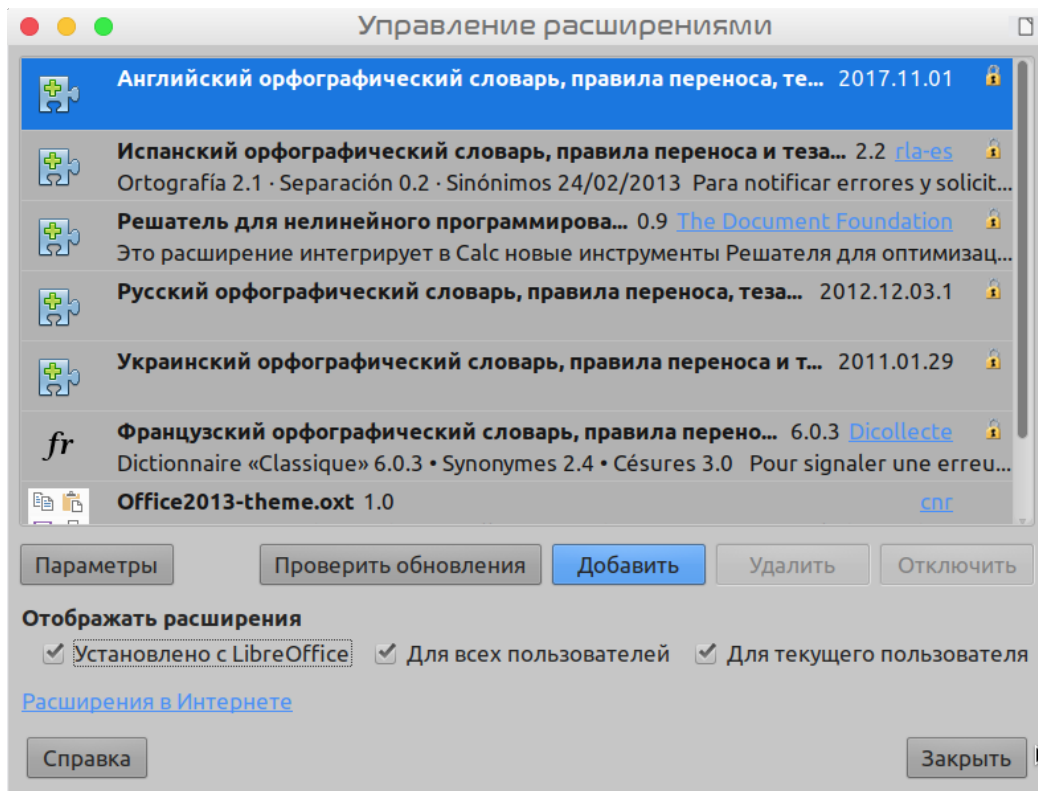 Управление расширениями
Английский орфографический словарь, правила переноса, те... 2017.11.01
Испанский орфографический словарь, правила переноса и теза... 2.2 rla-es
Ortografía 2.1 · Separación 0.2 · Sinónimos 24/02/2013 Para notificar errores y solicit...
Решатель для нелинейного программирова... 0.9 The Document Foundation
Это расширение интегрирует в Calc новые инструменты Решателя для оптимизац...
Русский орфографический словарь, правила переноса, теза... 2012.12.03.1
Украинский орфографический словарь, правила переноса и т... 2011.01.29
fr
Французский орфографический словарь, правила перено... 6.0.3 Dicollecte
Dictionnaire «Classique» 6.0.3 • Synonymes 2.4 • Césures 3.0 Pour signaler une erreu...
Office2013-theme.oxt 1.0 cnr
Параметры Проверить обновления Добавить Удалить Отключить
Отображать расширения
Установлено с LibreOffice Для всех пользователей Для текущего пользователя
Расширения в Интернете
Справка Закрыть